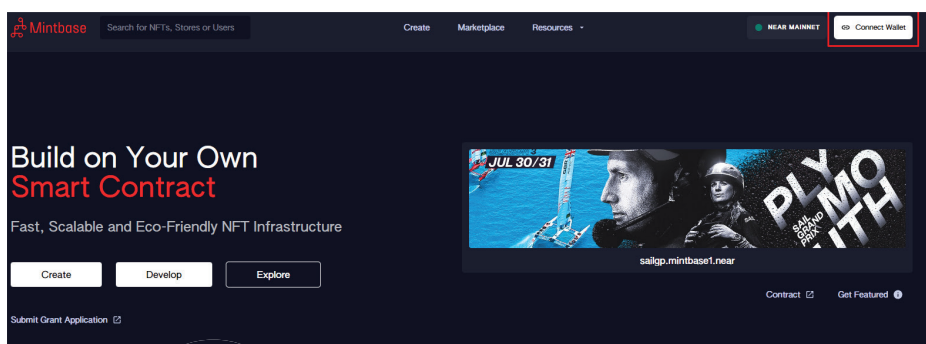 Mintbase
Search for NFTs, Stores or Users
Create
Marketplace
Resources
NEAR MAINNET
Connect Wallet
Build on Your Own
Smart Contract
Fast, Scalable and Eco-Friendly NFT Infrastructure
Create
Develop
Explore
Submit Grant Application
JUL 30/31
SAIL
GRAND
PRIX
PLY
MO
UTH
sailgp.mintbase1.near
Contract
Get Featured